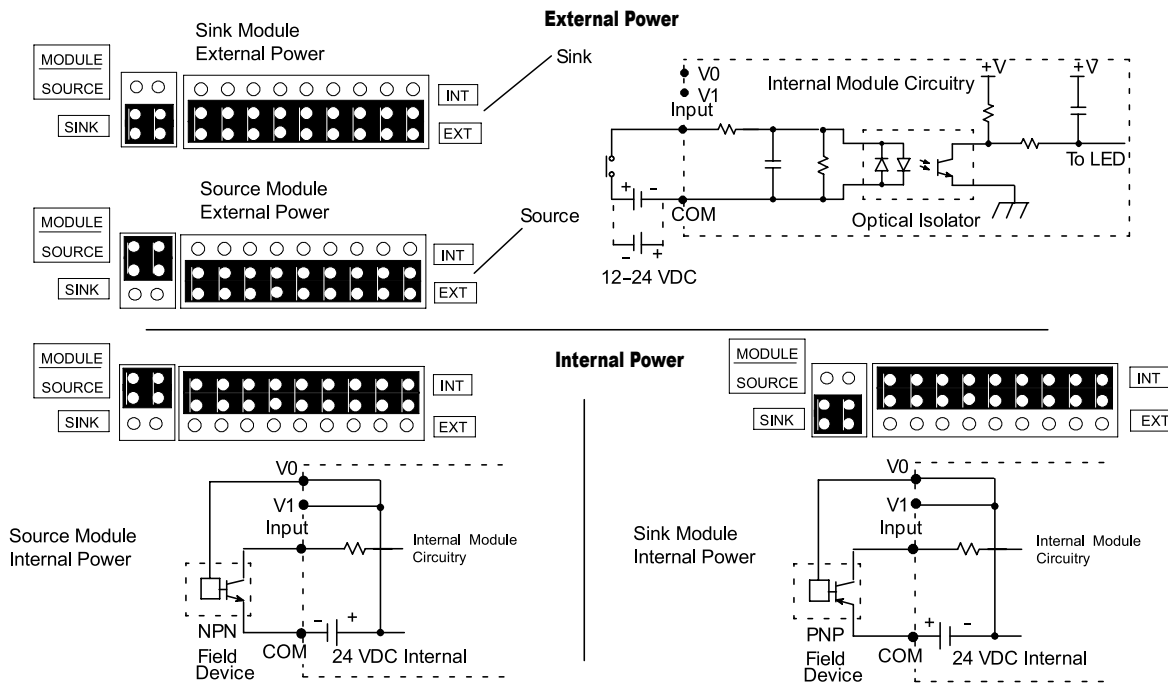 External Power
Sink Module
External Power
MODULE
SOURCE
SINK
INT
EXT
Sink
Source Module
External Power
MODULE
SOURCE
SINK
INT
EXT
Source
V0
V1
Input
Internal Module Circuitry
+V
+V
To LED
+ -
COM
Optical Isolator
- +
12–24 VDC
Internal Power
MODULE
SOURCE
SINK
INT
EXT
Source Module
Internal Power
V0
V1
Input
Internal Module
Circuitry
NPN
Field
Device
COM
- +
24 VDC Internal
MODULE
SOURCE
SINK
INT
EXT
Sink Module
Internal Power
V0
V1
Input
Internal Module
Circuitry
PNP
Field
Device
COM
+ -
24 VDC Internal